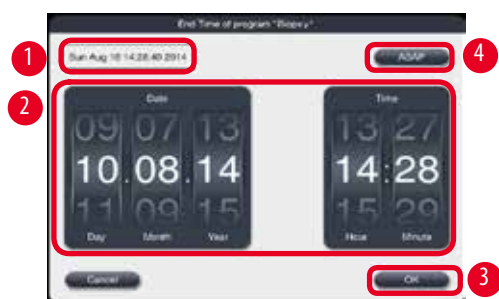 End Time of program "Biopsy"
1
Sun Aug 10 14:28:40 2014
ASAP
4
2
Date
Time
09 07 13
13 27
10.08.14
14:28
11 09 15
15 29
Day Month Year
Hour Minute
Cancel
OK
3